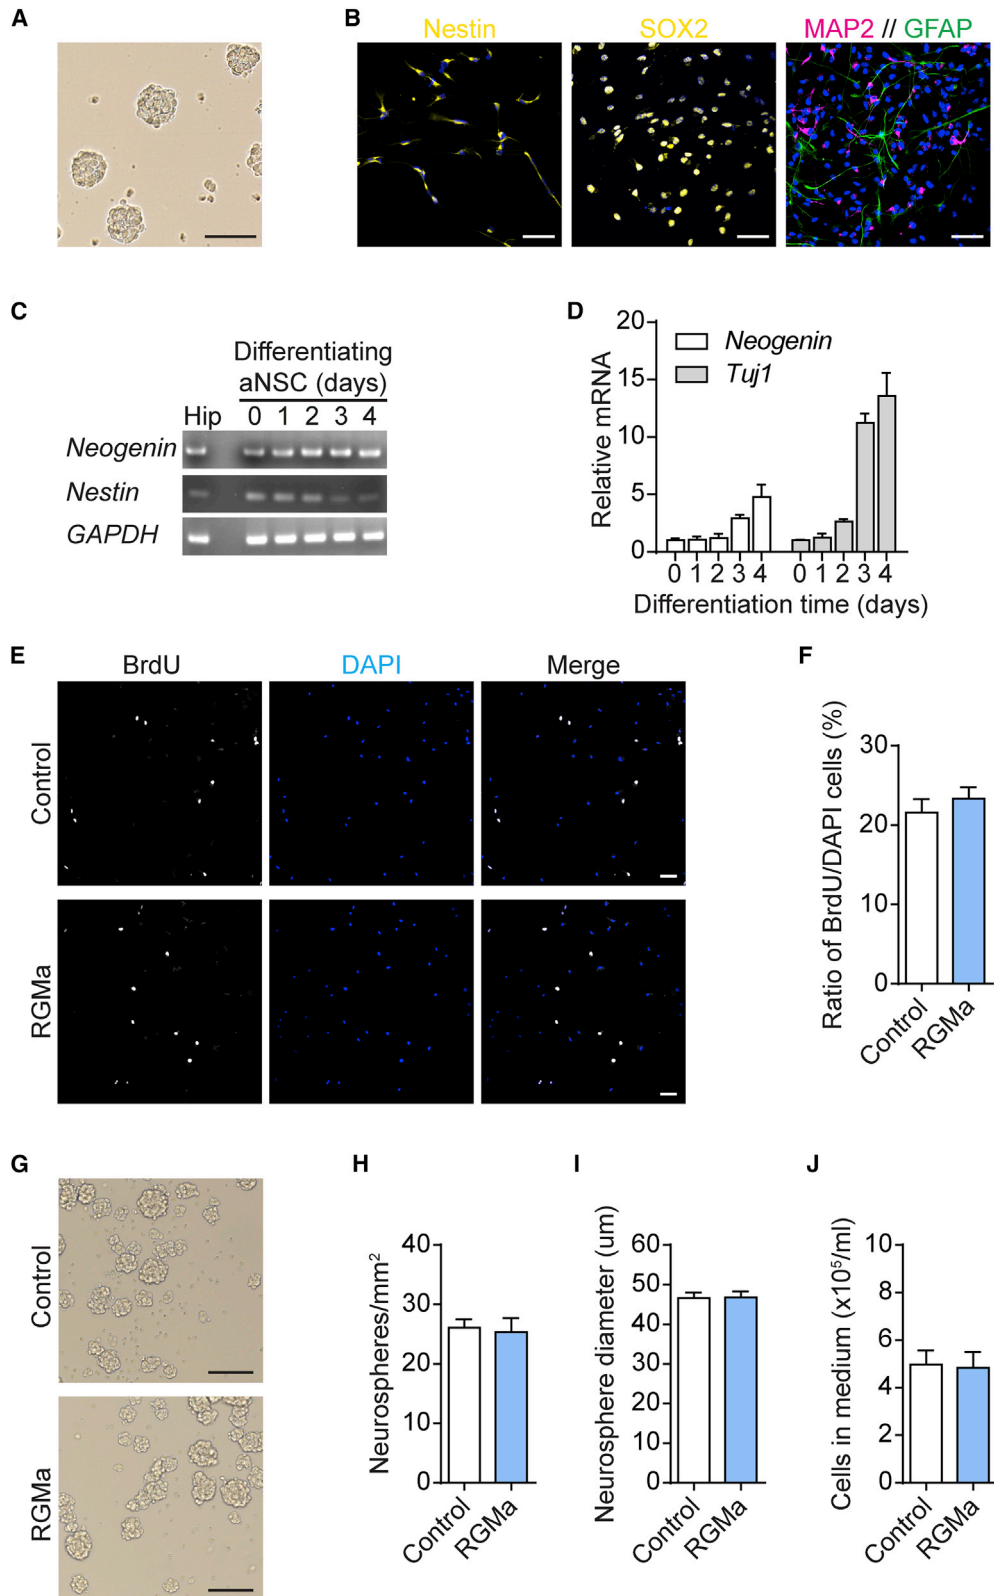 A
B
Nestin
SOX2
MAP2 // GFAP
C
Differentiating
aNSC (days)
Hip 0 1 2 3 4
Neogenin
Nestin
GAPDH
D
Relative mRNA
20
15
10
5
0
Neogenin
Tuj1
0 1 2 3 4 0 1 2 3 4
Differentiation time (days)
E
BrdU
DAPI
Merge
Control
RGMa
F
Ratio of BrdU/DAPI cells (%)
30
20
10
0
Control
RGMa
G
Control
RGMa
H
Neurospheres/mm²
40
30
20
10
0
Control
RGMa
I
Neurosphere diameter (um)
60
50
40
30
20
10
0
Control
RGMa
J
Cells in medium (x10⁵/ml)
10
8
6
4
2
0
Control
RGMa